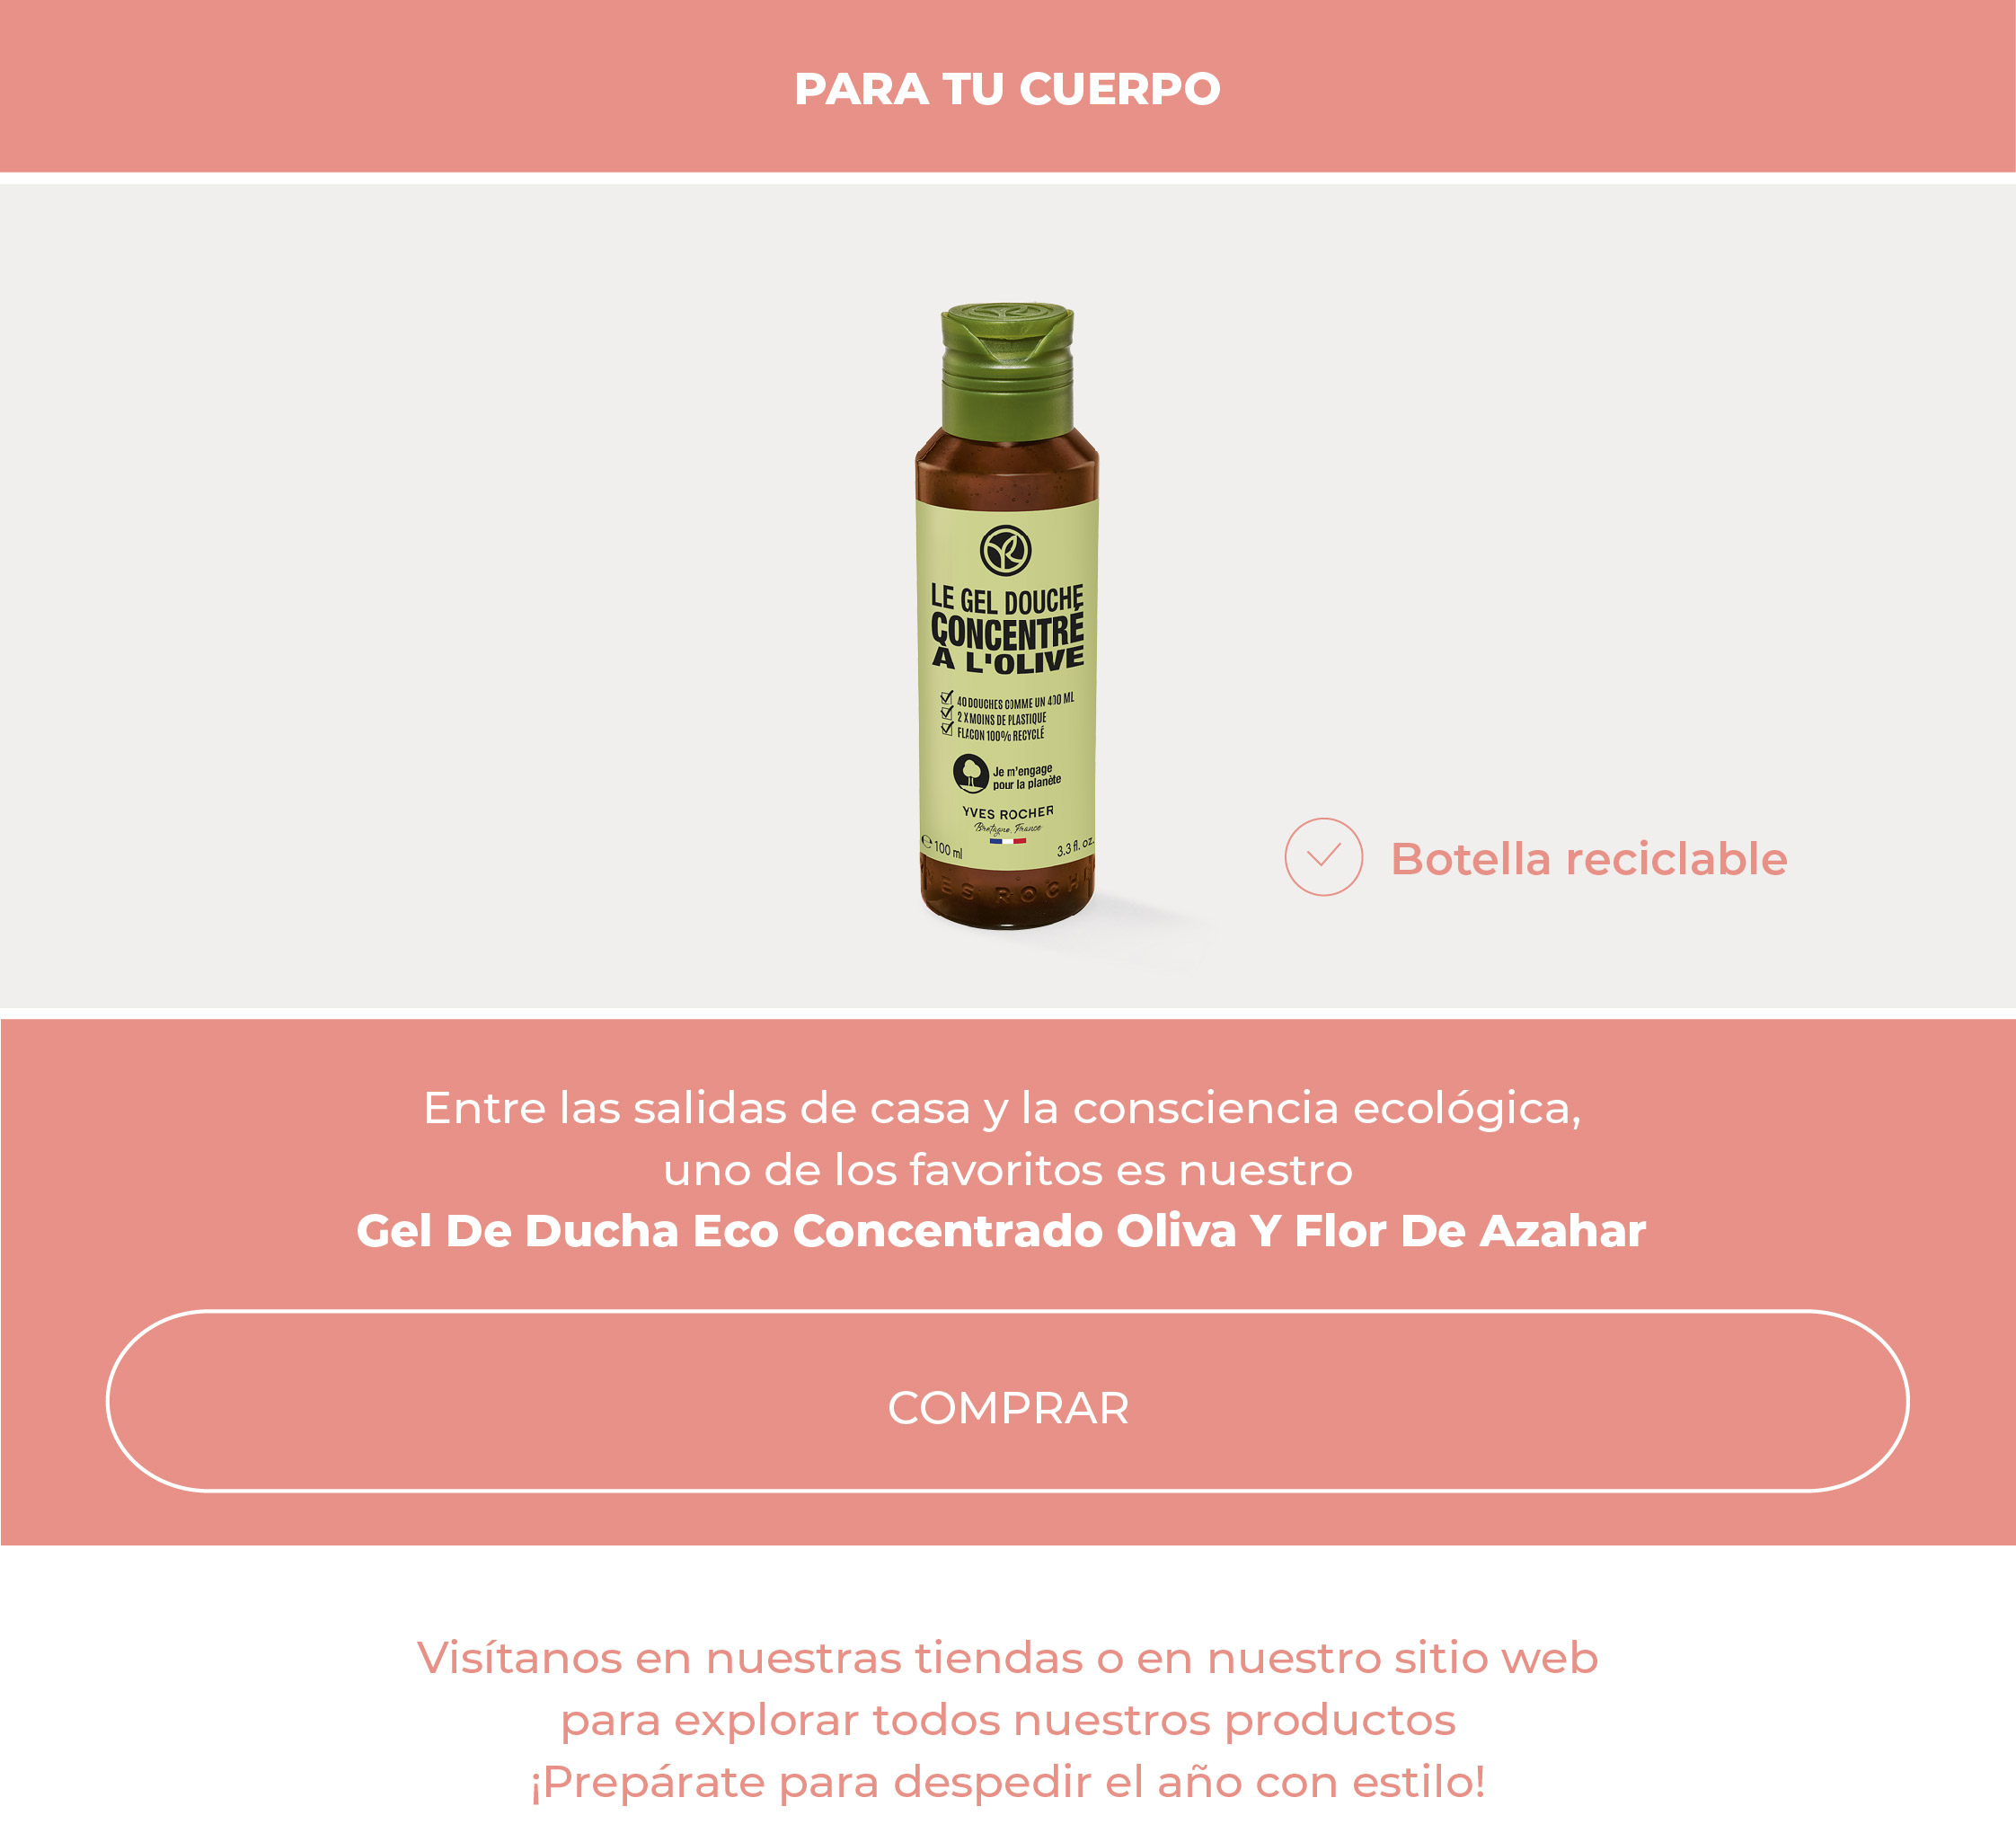 PARA TU CUERPO
LE GEL DOUCHE
CONCENTRÉ
À L'OLIVE
40 DOUCHES COMME UN 400 ML
2 X MOINS DE PLASTIQUE
FLACON 100% RECYCLÉ
Je m'engage
pour la planète
YVES ROCHER
Bretagne, France
e 100 ml 3,3 fl. oz.
YVES ROCHER
Botella reciclable
Entre las salidas de casa y la consciencia ecológica,
uno de los favoritos es nuestro
Gel De Ducha Eco Concentrado Oliva Y Flor De Azahar
COMPRAR
Visítanos en nuestras tiendas o en nuestro sitio web
para explorar todos nuestros productos
¡Prepárate para despedir el año con estilo!